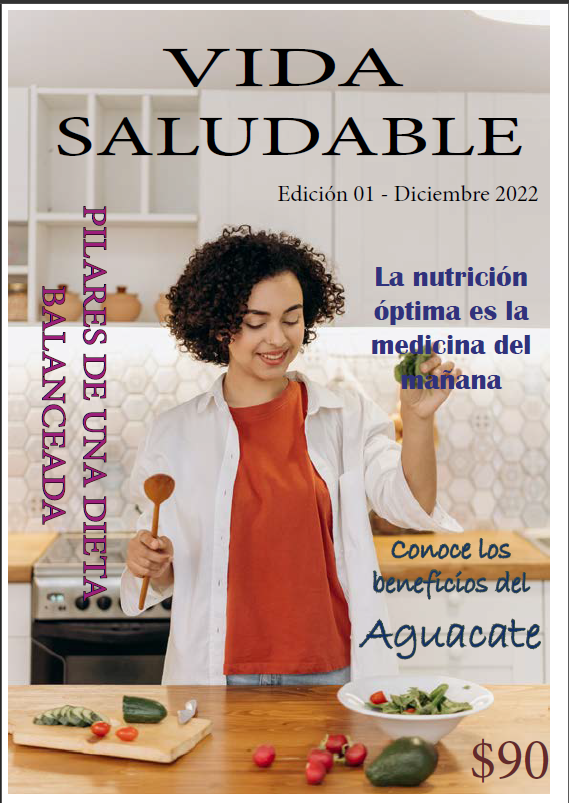 VIDA
SALUDABLE
Edición 01 - Diciembre 2022
PILARES DE UNA DIETA
BALANCEADA
La nutrición
óptima es la
medicina del
mañana
Conoce los
beneficios del
Aguacate
$90